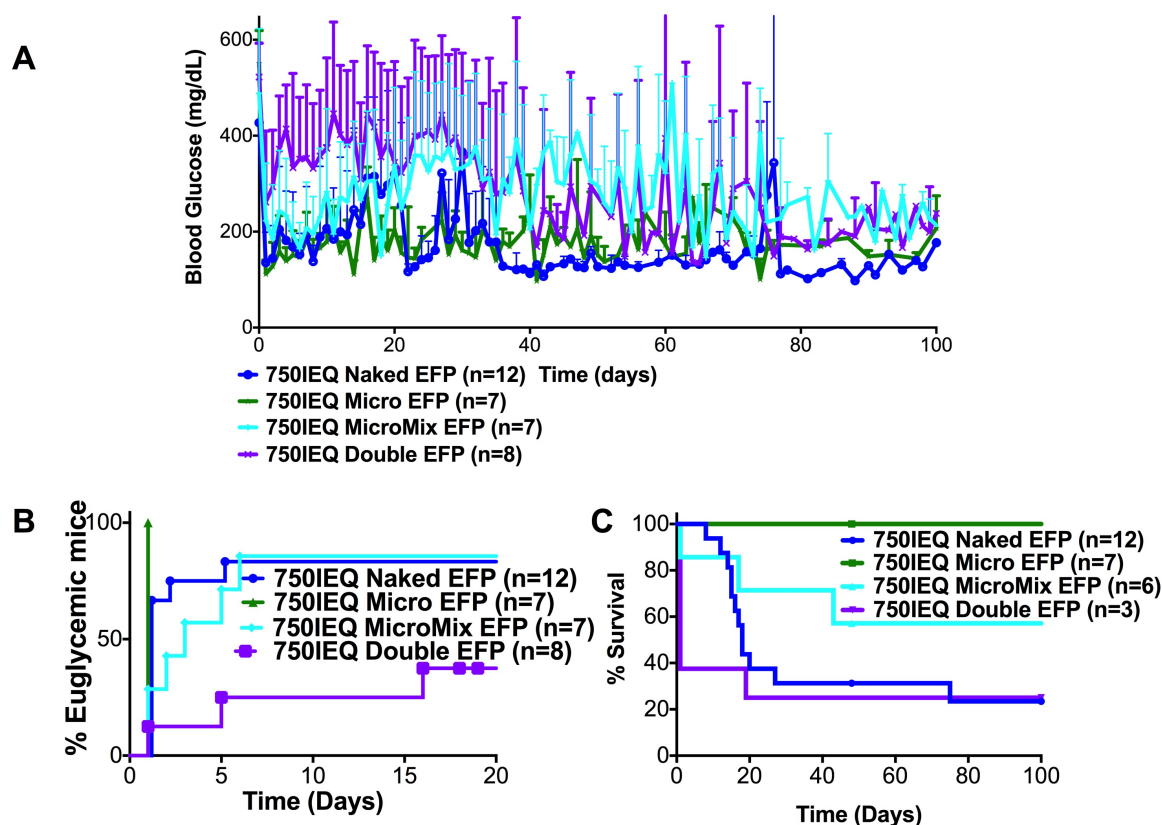 A
Blood Glucose (mg/dL)
600
400
200
0
0 20 40 60 80 100
Time (days)
750IEQ Naked EFP (n=12)
750IEQ Micro EFP (n=7)
750IEQ MicroMix EFP (n=7)
750IEQ Double EFP (n=8)
B
% Euglycemic mice
100
50
0
0 5 10 15 20
Time (Days)
750IEQ Naked EFP (n=12)
750IEQ Micro EFP (n=7)
750IEQ MicroMix EFP (n=7)
750IEQ Double EFP (n=8)
C
% Survival
100
80
60
40
20
0
0 20 40 60 80 100
Time (Days)
750IEQ Naked EFP (n=12)
750IEQ Micro EFP (n=7)
750IEQ MicroMix EFP (n=6)
750IEQ Double EFP (n=3)